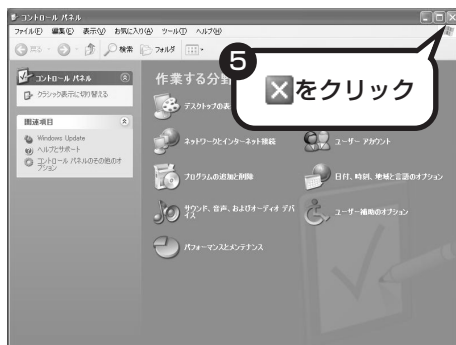 コントロール パネル
ファイル(F) 編集(E) 表示(V) お気に入り(A) ツール(T) ヘルプ(H)
戻る 検索 フォルダ
コントロール パネル
クラシック表示に切り替える
関連項目
Windows Update
ヘルプとサポート
コントロール パネルのその他のオ
プション
作業する分野
デスクトップの表
ネットワークとインターネット接続
ユーザー アカウント
プログラムの追加と削除
日付、時刻、地域と言語のオプション
サウンド、音声、およびオーディオ デバ
イス
ユーザー補助のオプション
パフォーマンスとメンテナンス
5
をクリック